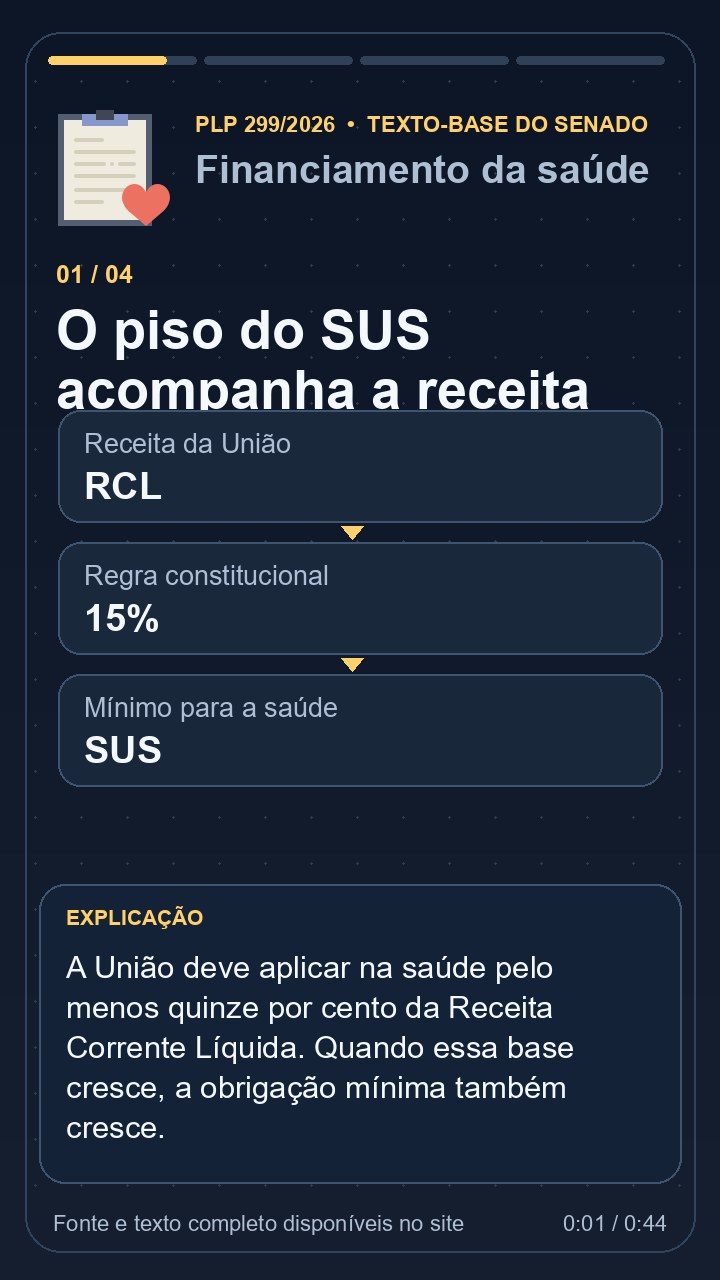 PLP 299/2026 • TEXTO-BASE DO SENADO
Financiamento da saúde
01 / 04
O piso do SUS
acompanha a receita
Receita da União
RCL
Regra constitucional
15%
Mínimo para a saúde
SUS
EXPLICAÇÃO
A União deve aplicar na saúde pelo
menos quinze por cento da Receita
Corrente Líquida. Quando essa base
cresce, a obrigação mínima também
cresce.
Fonte e texto completo disponíveis no site
0:01 / 0:44